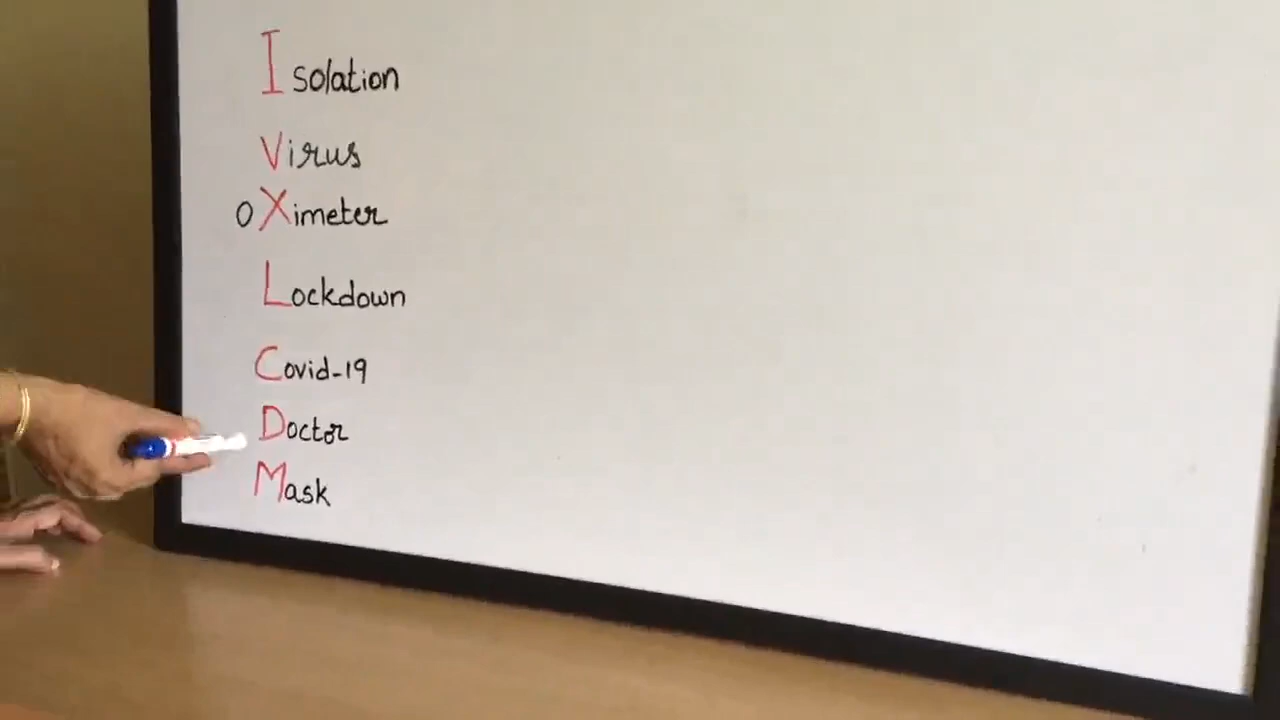 Isolation
Virus
oXimeter
Lockdown
Covid-19
Doctor
Mask